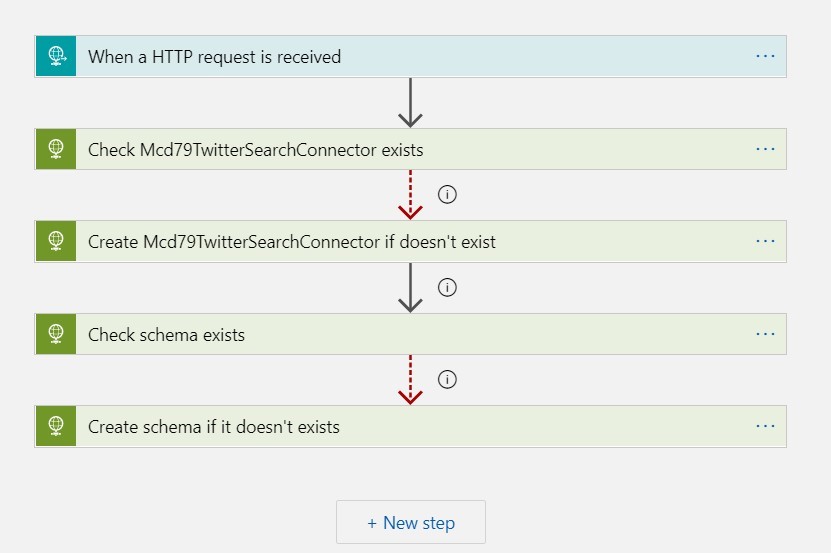 When a HTTP request is received
Check Mcd79TwitterSearchConnector exists
Create Mcd79TwitterSearchConnector if doesn't exist
Check schema exists
Create schema if it doesn't exists
+ New step